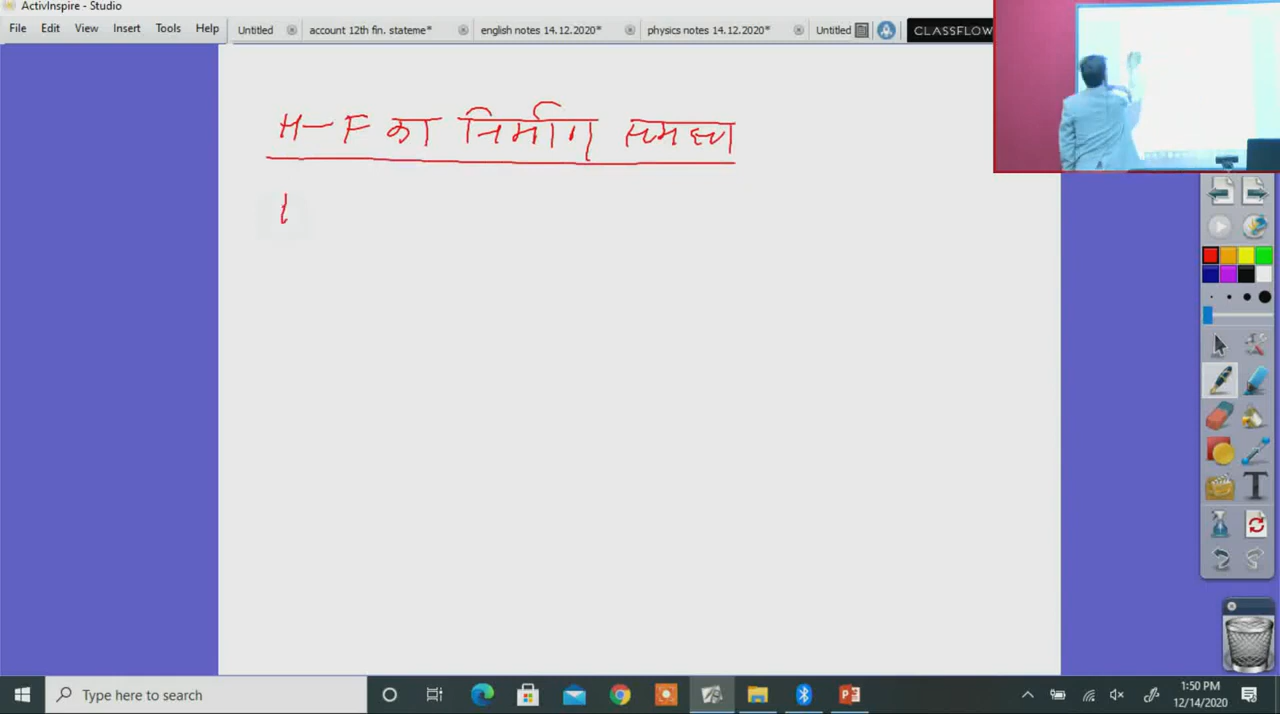 ActivInspire - Studio
File Edit View Insert Tools Help Untitled account 12th fin. stateme* english notes 14.12.2020* physics notes 14.12.2020* Untitled CLASSFLOW
H-F का निर्माण समझा
Type here to search
1:50 PM
12/14/2020